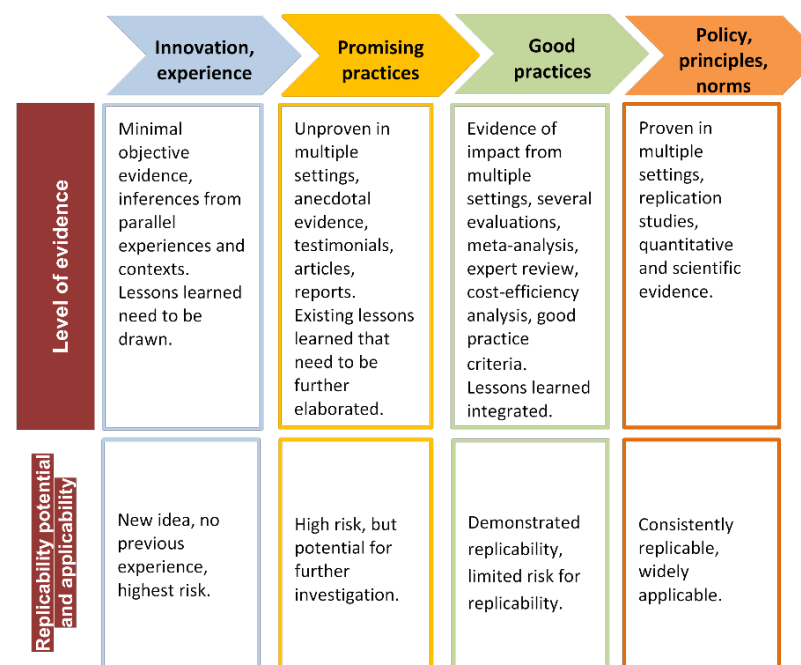 Innovation,
experience
Promising
practices
Good
practices
Policy,
principles,
norms
Level of evidence
Minimal
objective
evidence,
inferences from
parallel
experiences and
contexts.
Lessons learned
need to be
drawn.
Unproven in
multiple
settings,
anecdotal
evidence,
testimonials,
articles,
reports.
Existing lessons
learned that
need to be
further
elaborated.
Evidence of
impact from
multiple
settings, several
evaluations,
meta-analysis,
expert review,
cost-efficiency
analysis, good
practice
criteria.
Lessons learned
integrated.
Proven in
multiple
settings,
replication
studies,
quantitative
and scientific
evidence.
Replicability potential
and applicability
New idea, no
previous
experience,
highest risk.
High risk, but
potential for
further
investigation.
Demonstrated
replicability,
limited risk for
replicability.
Consistently
replicable,
widely
applicable.